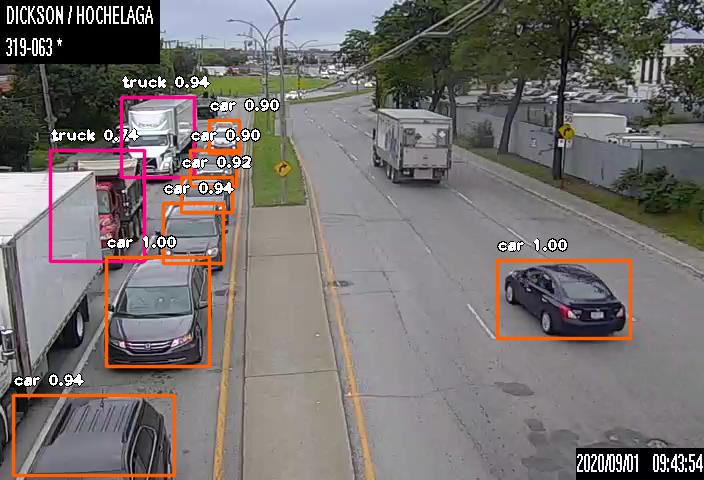 DICKSON / HOCHELAGA
319-063 *
truck 0.94
car 0.90
truck 0.74
car 0.90
car 0.92
car 0.94
car 1.00
car 1.00
car 0.94
2020/09/01 09:43:54